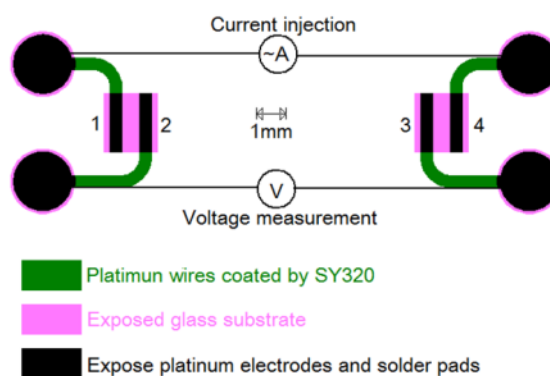 Current injection
~A
1 2
1mm
3 4
V
Voltage measurement
Platimun wires coated by SY320
Exposed glass substrate
Expose platinum electrodes and solder pads